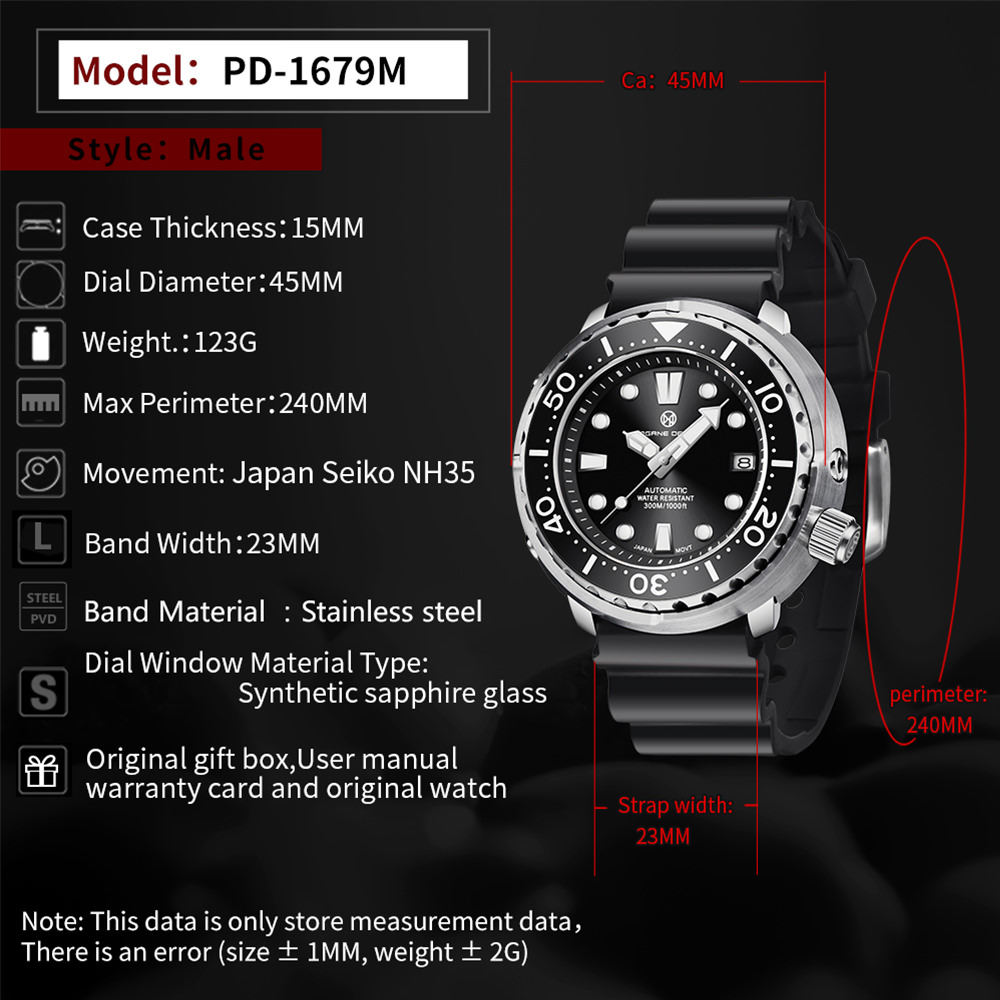 Model: PD-1679M
Style: Male
Ca: 45MM
Case Thickness:15MM
Dial Diameter:45MM
Weight.:123G
Max Perimeter:240MM
Movement: Japan Seiko NH35
L
Band Width:23MM
STEEL
PVD
Band Material : Stainless steel
S
Dial Window Material Type:
Synthetic sapphire glass
Original gift box,User manual
warranty card and original watch
50
10
20
30
40
8
AUTOMATIC
WATER RESISTANT
300M/1000ft
JAPAN MOVT
perimeter:
240MM
Strap width:
23MM
Note: This data is only store measurement data,
There is an error (size ± 1MM, weight ± 2G)